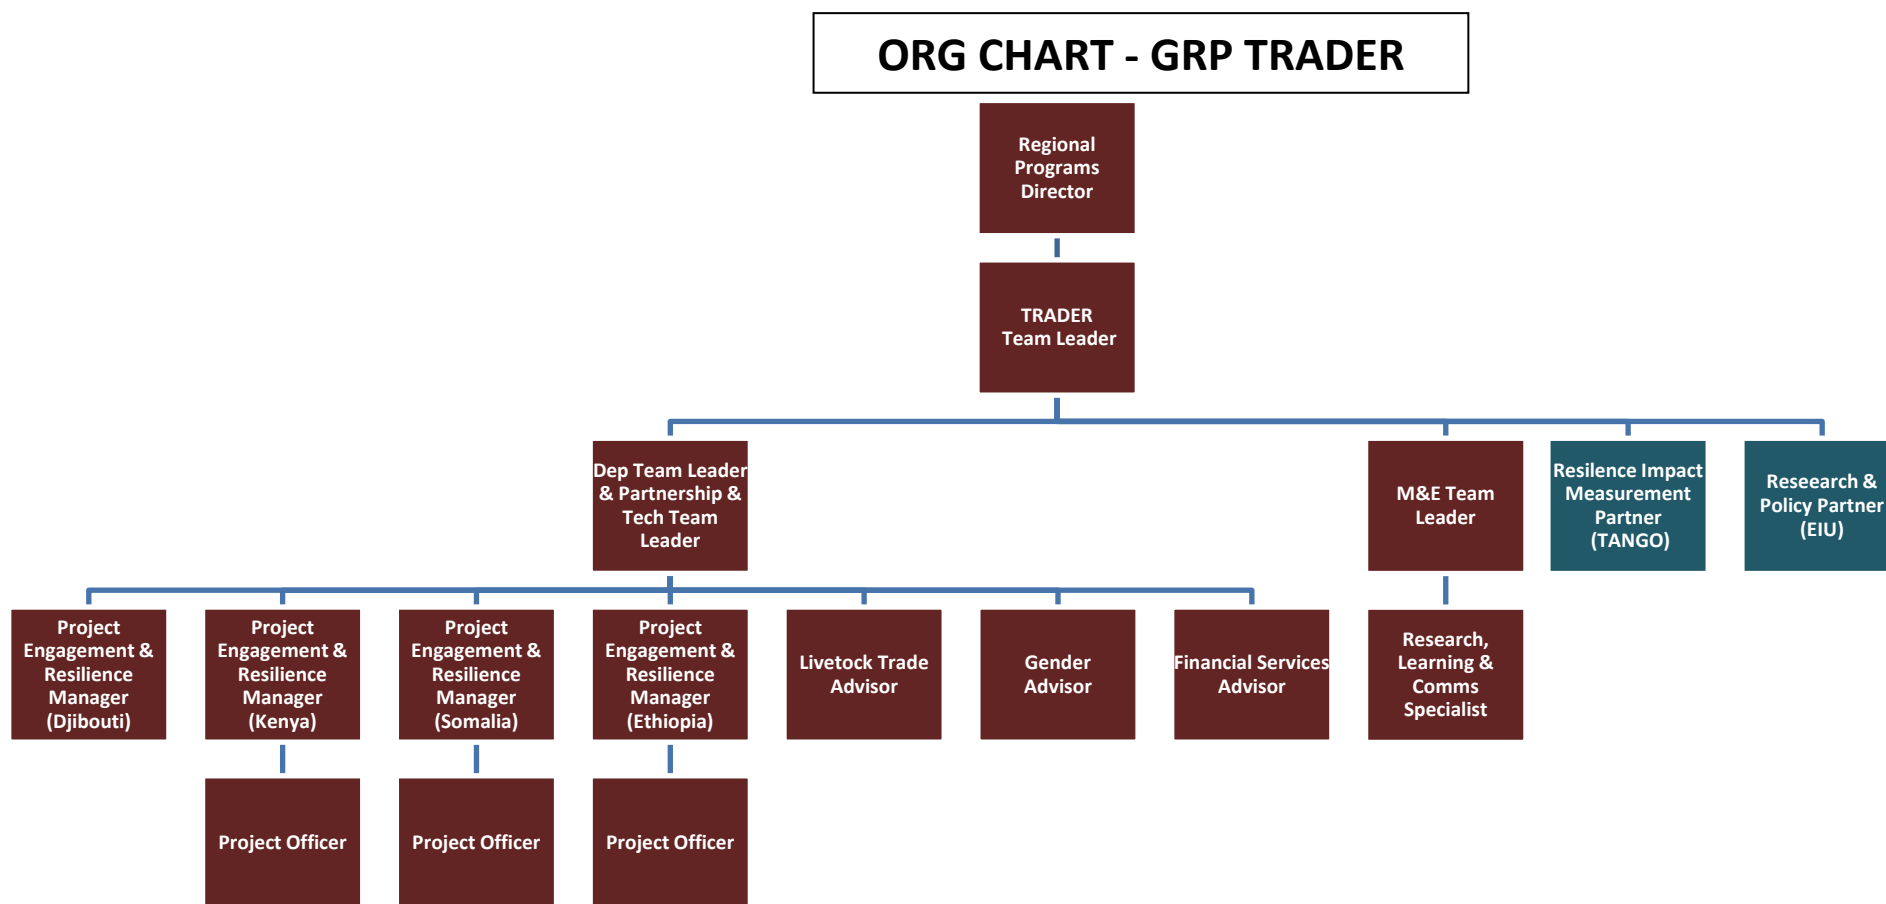 ORG CHART - GRP TRADER
Regional
Programs
Director
TRADER
Team Leader
Dep Team Leader
& Partnership &
Tech Team
Leader
M&E Team
Leader
Resilence Impact
Measurement
Partner
(TANGO)
Reseearch &
Policy Partner
(EIU)
Project
Engagement &
Resilience
Manager
(Djibouti)
Project
Engagement &
Resilience
Manager
(Kenya)
Project
Engagement &
Resilience
Manager
(Somalia)
Project
Engagement &
Resilience
Manager
(Ethiopia)
Livetock Trade
Advisor
Gender
Advisor
Financial Services
Advisor
Research,
Learning &
Comms
Specialist
Project Officer
Project Officer
Project Officer